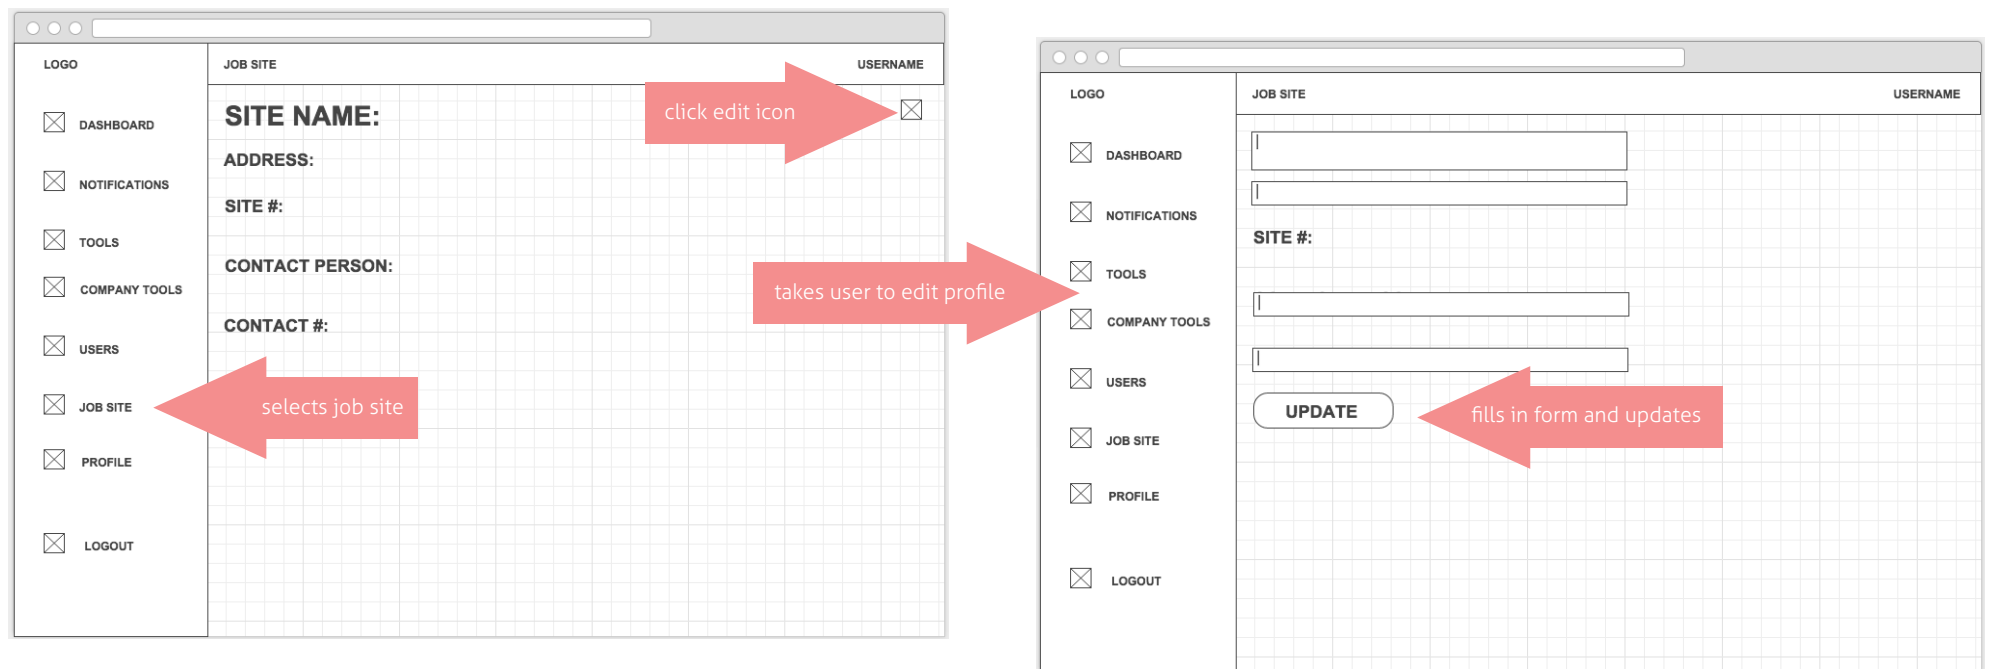 LOGO
JOB SITE
USERNAME
DASHBOARD
NOTIFICATIONS
TOOLS
COMPANY TOOLS
USERS
JOB SITE
PROFILE
LOGOUT
SITE NAME:
ADDRESS:
SITE #:
CONTACT PERSON:
CONTACT #:
click edit icon
selects job site
takes user to edit profile
LOGO
JOB SITE
USERNAME
DASHBOARD
NOTIFICATIONS
TOOLS
COMPANY TOOLS
USERS
JOB SITE
PROFILE
LOGOUT
SITE #:
UPDATE
fills in form and updates